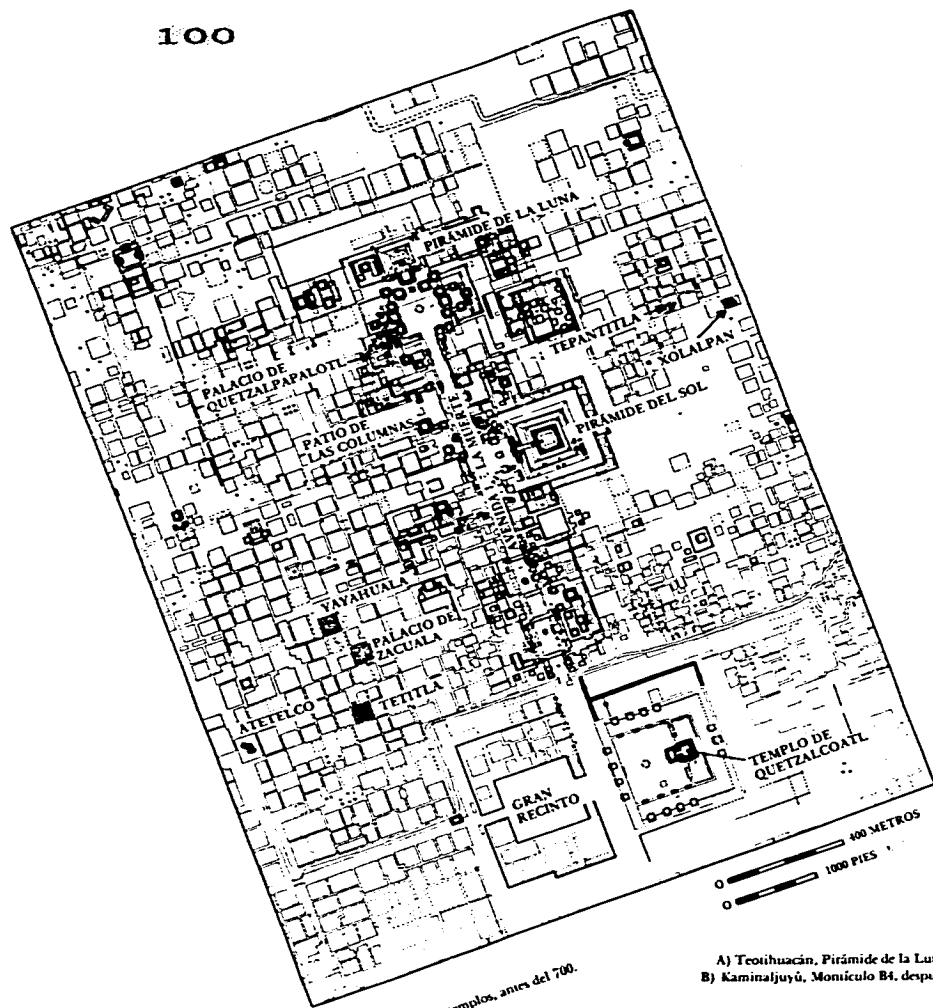 100
PIRÁMIDE DE LA LUNA
TEPANTITLA
XOLALPAN
PALACIO DE
QUETZALPAPALOTL
PATIO DE
LAS COLUMNAS
PIRÁMIDE DEL SOL
AVENIDA DE LA MUERTE
YAYAHUALA
PALACIO DE
ZACUALA
TETITLA
ATETELCO
TEMPLO DE
QUETZALCOATL
GRAN
RECINTO
0 400 METROS
0 1000 PIES
A) Teotihuacán, Pirámide de la Lu
B) Kaminaljuyú, Montículo B4, despu
emplos, antes del 700.